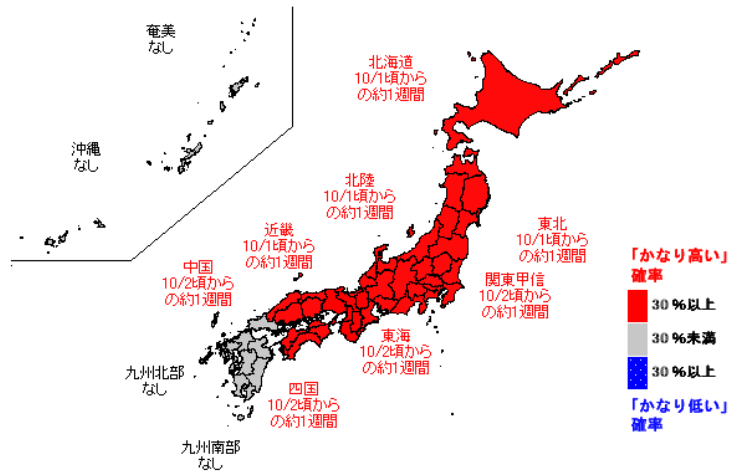 奄美
なし
沖縄
なし
北海道
10/1頃から
の約1週間
北陸
10/1頃から
の約1週間
東北
10/1頃から
の約1週間
近畿
10/1頃から
の約1週間
中国
10/2頃から
の約1週間
関東甲信
10/2頃から
の約1週間
東海
10/2頃から
の約1週間
四国
10/2頃から
の約1週間
九州北部
なし
九州南部
なし
「かなり高い」
確率
30%以上
30%未満
30%以上
「かなり低い」
確率